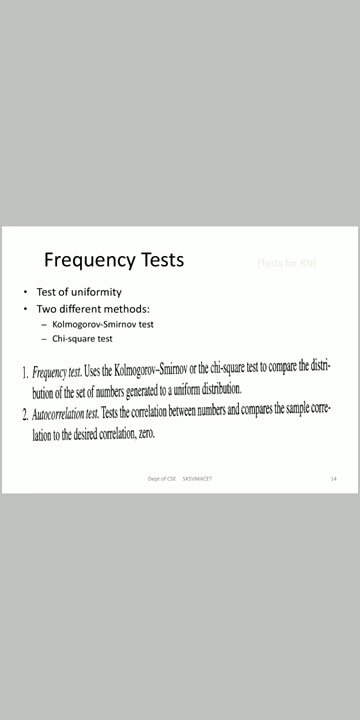 Frequency Tests
[Tests for RN]
• Test of uniformity
• Two different methods:
– Kolmogorov-Smirnov test
– Chi-square test
1. Frequency test. Uses the Kolmogorov–Smirnov or the chi-square test to compare the distri-
bution of the set of numbers generated to a uniform distribution.
2. Autocorrelation test. Tests the correlation between numbers and compares the sample corre-
lation to the desired correlation, zero.
Dept of CSE SKSVMACET 14